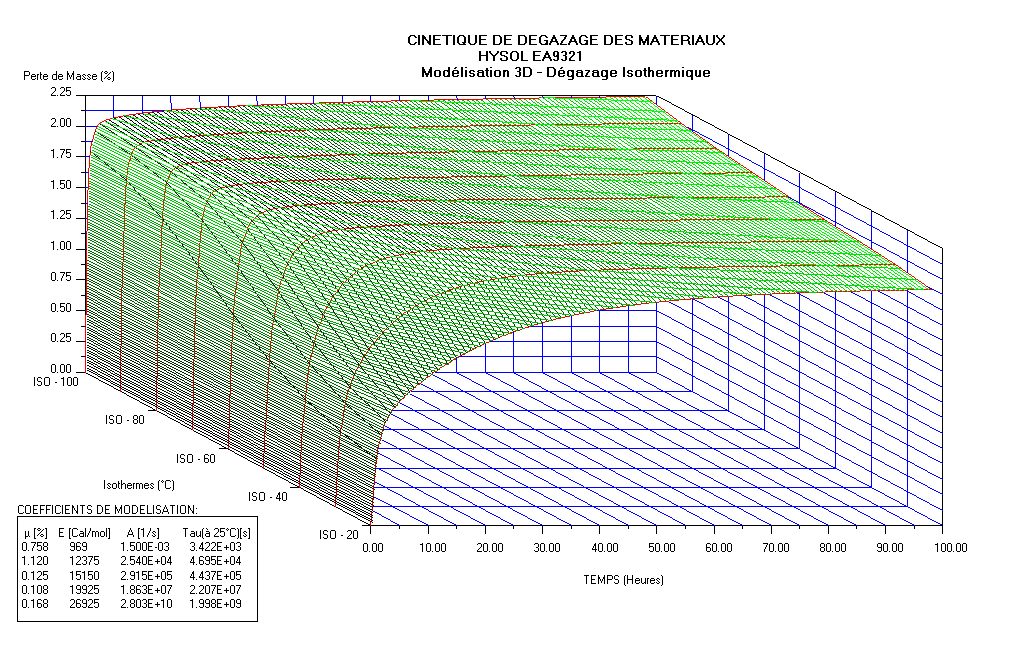 CINETIQUE DE DEGAZAGE DES MATERIAUX
HYSOL EA9321
Modélisation 3D - Dégazage Isothermique
Perte de Masse (%)
2.25
2.00
1.75
1.50
1.25
1.00
0.75
0.50
0.25
0.00
ISO - 100
ISO - 80
ISO - 60
ISO - 40
ISO - 20
Isothermes (°C)
0.00 10.00 20.00 30.00 40.00 50.00 60.00 70.00 80.00 90.00 100.00
TEMPS (Heures)
COEFFICIENTS DE MODELISATION:
µ [%] E [Cal/mol] A [1/s] Tau(à 25°C)[s]
0.758 969 1.500E-03 3.422E+03
1.120 12375 2.540E+04 4.695E+04
0.125 15150 2.915E+05 4.437E+05
0.108 19925 1.863E+07 2.207E+07
0.168 26925 2.803E+10 1.998E+09